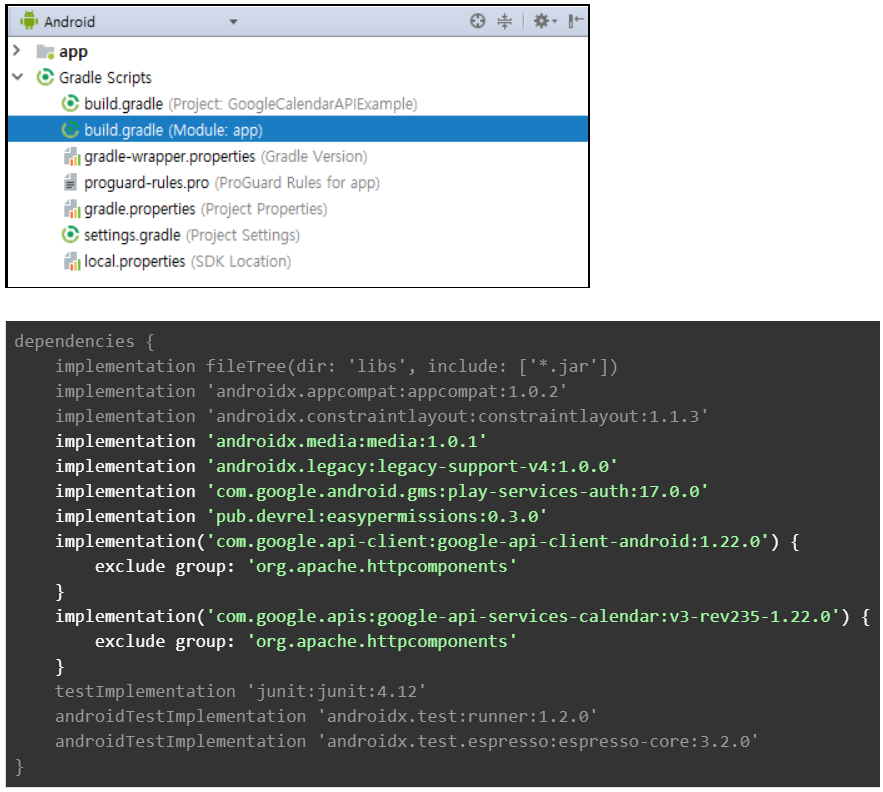 Android
app
Gradle Scripts
build.gradle (Project: GoogleCalendarAPIExample)
build.gradle (Module: app)
gradle-wrapper.properties (Gradle Version)
proguard-rules.pro (ProGuard Rules for app)
gradle.properties (Project Properties)
settings.gradle (Project Settings)
local.properties (SDK Location)
dependencies {
    implementation fileTree(dir: 'libs', include: ['*.jar'])
    implementation 'androidx.appcompat:appcompat:1.0.2'
    implementation 'androidx.constraintlayout:constraintlayout:1.1.3'
    implementation 'androidx.media:media:1.0.1'
    implementation 'androidx.legacy:legacy-support-v4:1.0.0'
    implementation 'com.google.android.gms:play-services-auth:17.0.0'
    implementation 'pub.devrel:easypermissions:0.3.0'
    implementation('com.google.api-client:google-api-client-android:1.22.0') {
        exclude group: 'org.apache.httpcomponents'
    }
    implementation('com.google.apis:google-api-services-calendar:v3-rev235-1.22.0') {
        exclude group: 'org.apache.httpcomponents'
    }
    testImplementation 'junit:junit:4.12'
    androidTestImplementation 'androidx.test:runner:1.2.0'
    androidTestImplementation 'androidx.test.espresso:espresso-core:3.2.0'
}